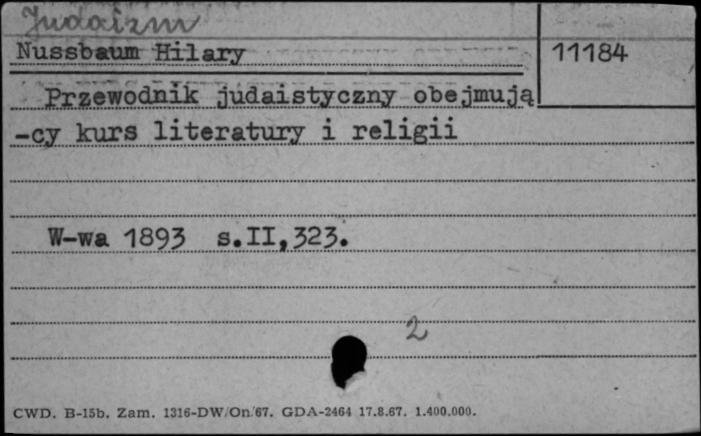 Judaizm
Nussbaum Hilary
11184
Przewodnik judaistyczny obejmują
-cy kurs literatury i religii
W-wa 1893 s.II,323.
2
CWD. B-15b. Zam. 1316-DW/On/67. GDA-2464 17.8.67. 1.400.000.